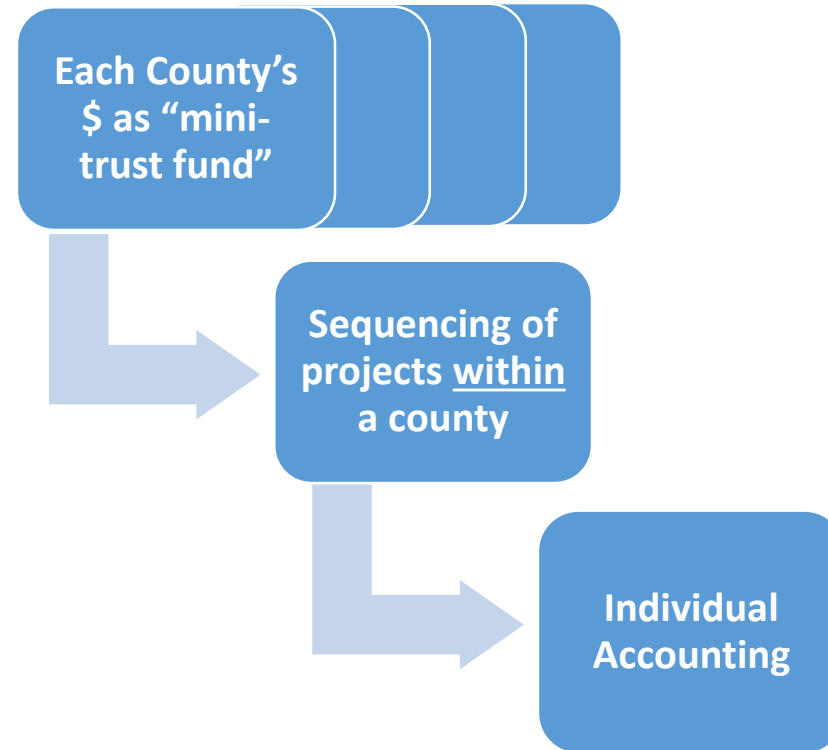 Each County’s
$ as “mini-
trust fund”
Sequencing of
projects within
a county
Individual
Accounting